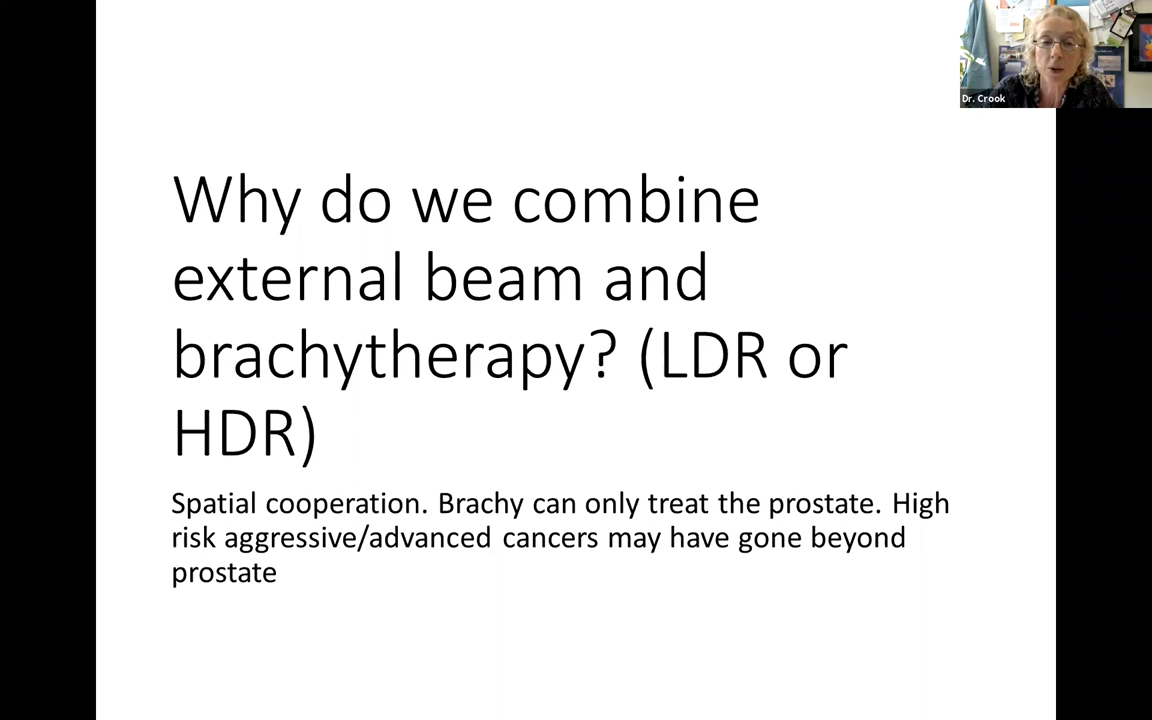 Dr. Crook
Why do we combine
external beam and
brachytherapy? (LDR or
HDR)
Spatial cooperation. Brachy can only treat the prostate. High
risk aggressive/advanced cancers may have gone beyond
prostate